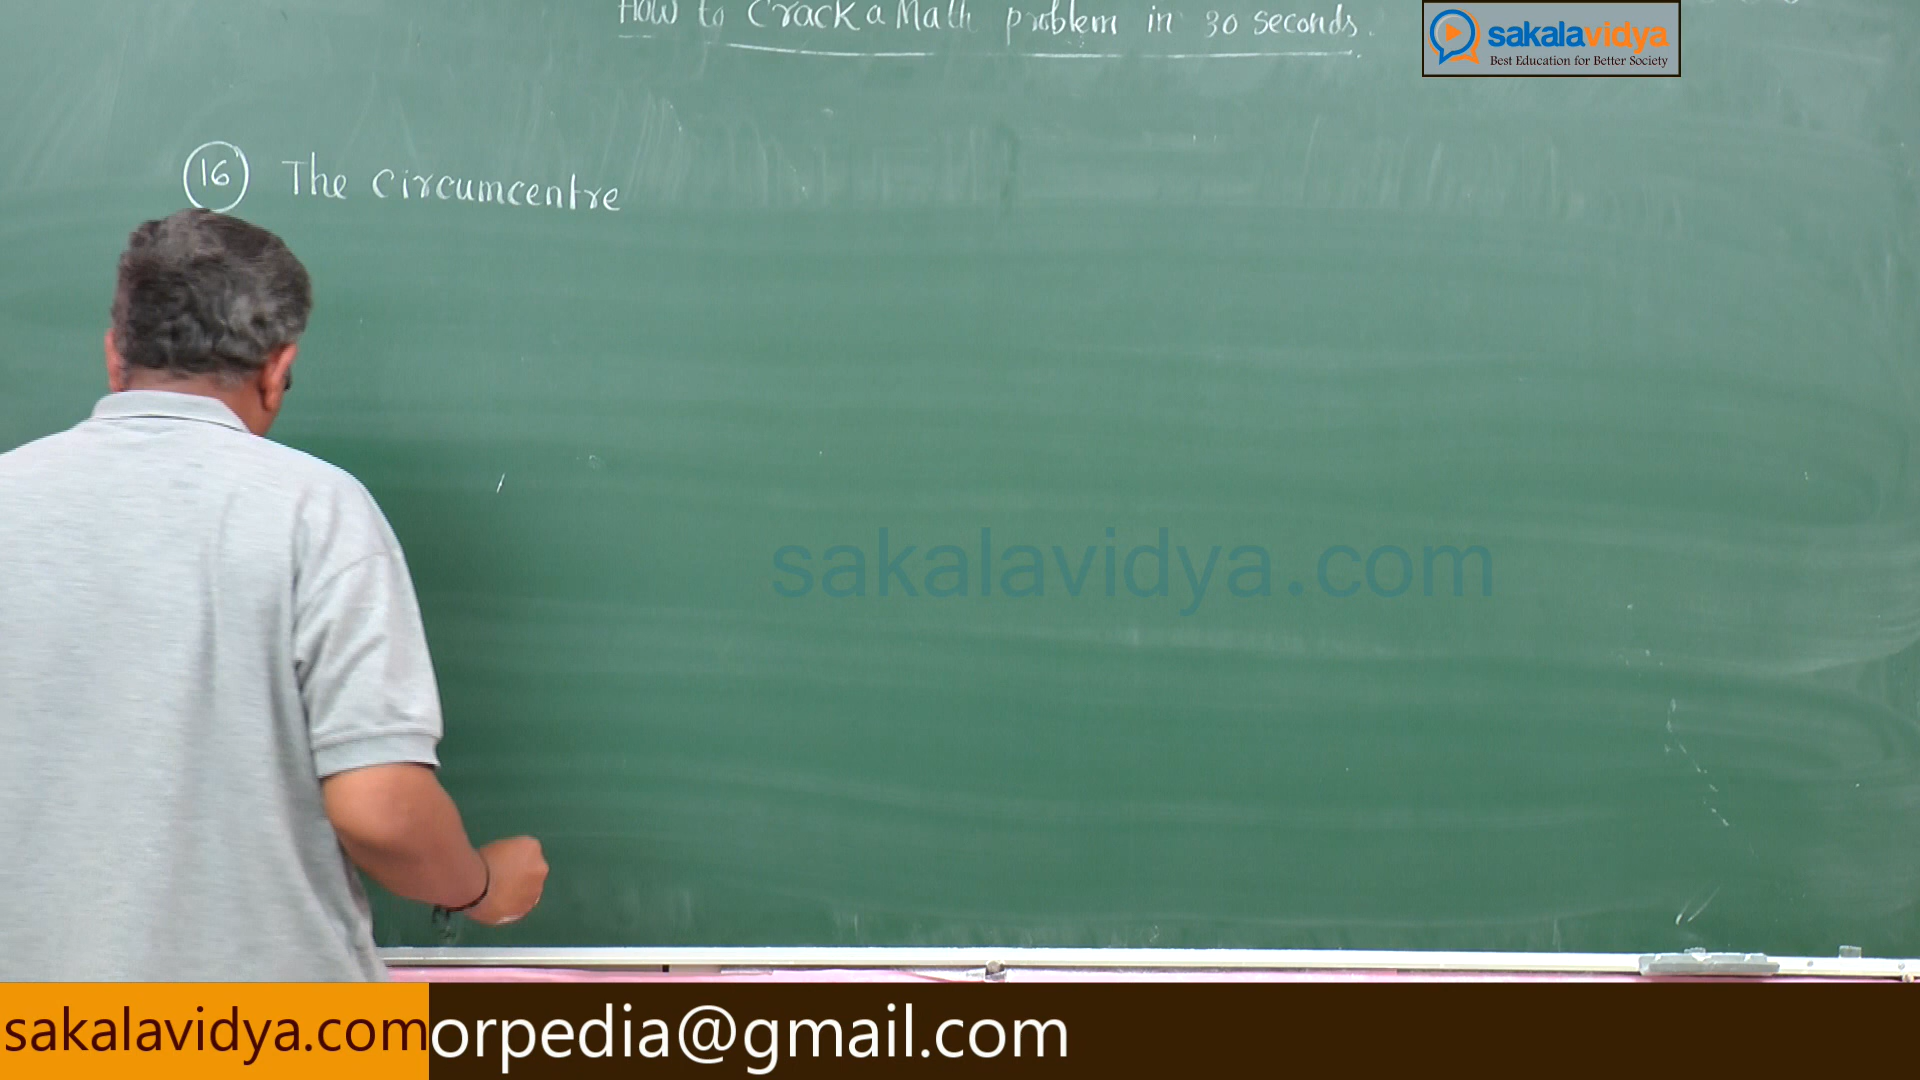 How to Crack a Math problem in 30 seconds.
sakalavidya
Best Education for Better Society
16 The circumcentre
sakalavidya.com
sakalavidya.com orpedia@gmail.com